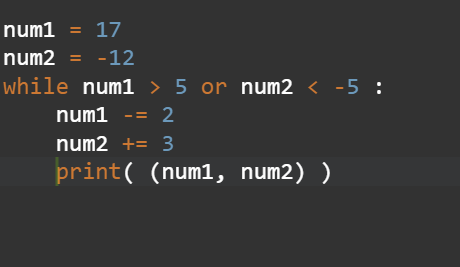 num1 = 17
num2 = -12
while num1 > 5 or num2 < -5 :
    num1 -= 2
    num2 += 3
    print( (num1, num2) )